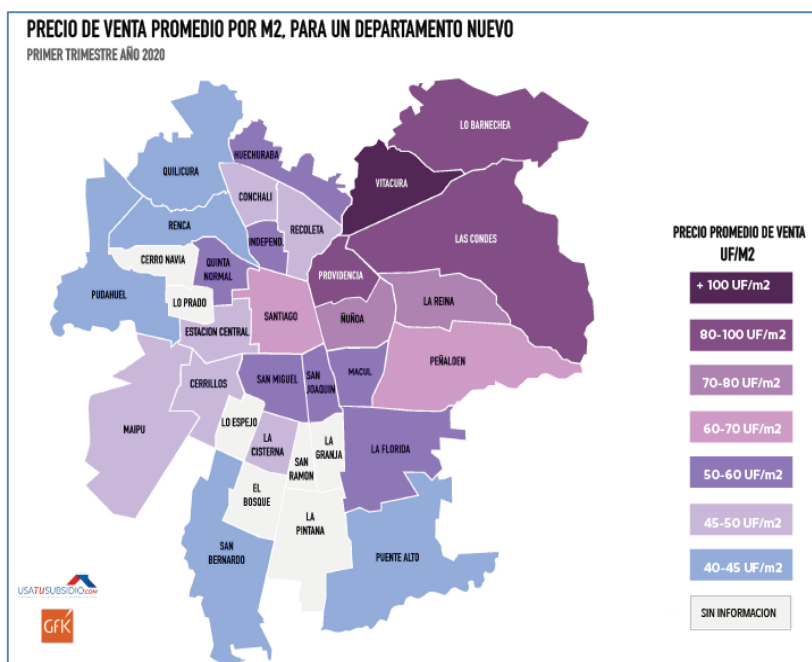 PRECIO DE VENTA PROMEDIO POR M2, PARA UN DEPARTAMENTO NUEVO
PRIMER TRIMESTRE AÑO 2020
LO BARNECHEA
HUECHURABA
QUILICURA
VITACURA
CONCHALI
RENCA
RECOLETA
INDEPEND.
LAS CONDES
CERRO NAVIA
QUINTA
NORMAL
PROVIDENCIA
PUDAHUEL
LO PRADO
LA REINA
SANTIAGO
ÑUÑOA
ESTACION CENTRAL
PEÑALOEN
MACUL
SAN MIGUEL
SAN
JOAQUIN
CERRILLOS
MAIPU
LO ESPEJO
LA
CISTERNA
LA
GRANJA
LA FLORIDA
SAN
RAMON
EL
BOSQUE
LA
PINTANA
SAN
BERNARDO
PUENTE ALTO
PRECIO PROMEDIO DE VENTA
UF/M2
+ 100 UF/m2
80-100 UF/m2
70-80 UF/m2
60-70 UF/m2
50-60 UF/m2
45-50 UF/m2
40-45 UF/m2
SIN INFORMACION
USATUSUBSIDIO.COM
GfK